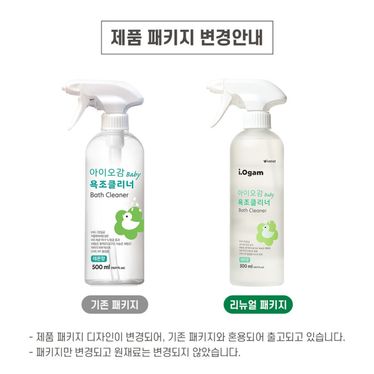 제품 패키지 변경안내
아이오감 Baby
욕조클리너
Bath Cleaner
레몬향
500 ml
i.Ogam
아이오감 Baby
욕조클리너
Bath Cleaner
500 ml
기존 패키지
리뉴얼 패키지
- 제품 패키지 디자인이 변경되어, 기존 패키지와 혼용되어 출고되고 있습니다.
- 패키지만 변경되고 원재료는 변경되지 않았습니다.